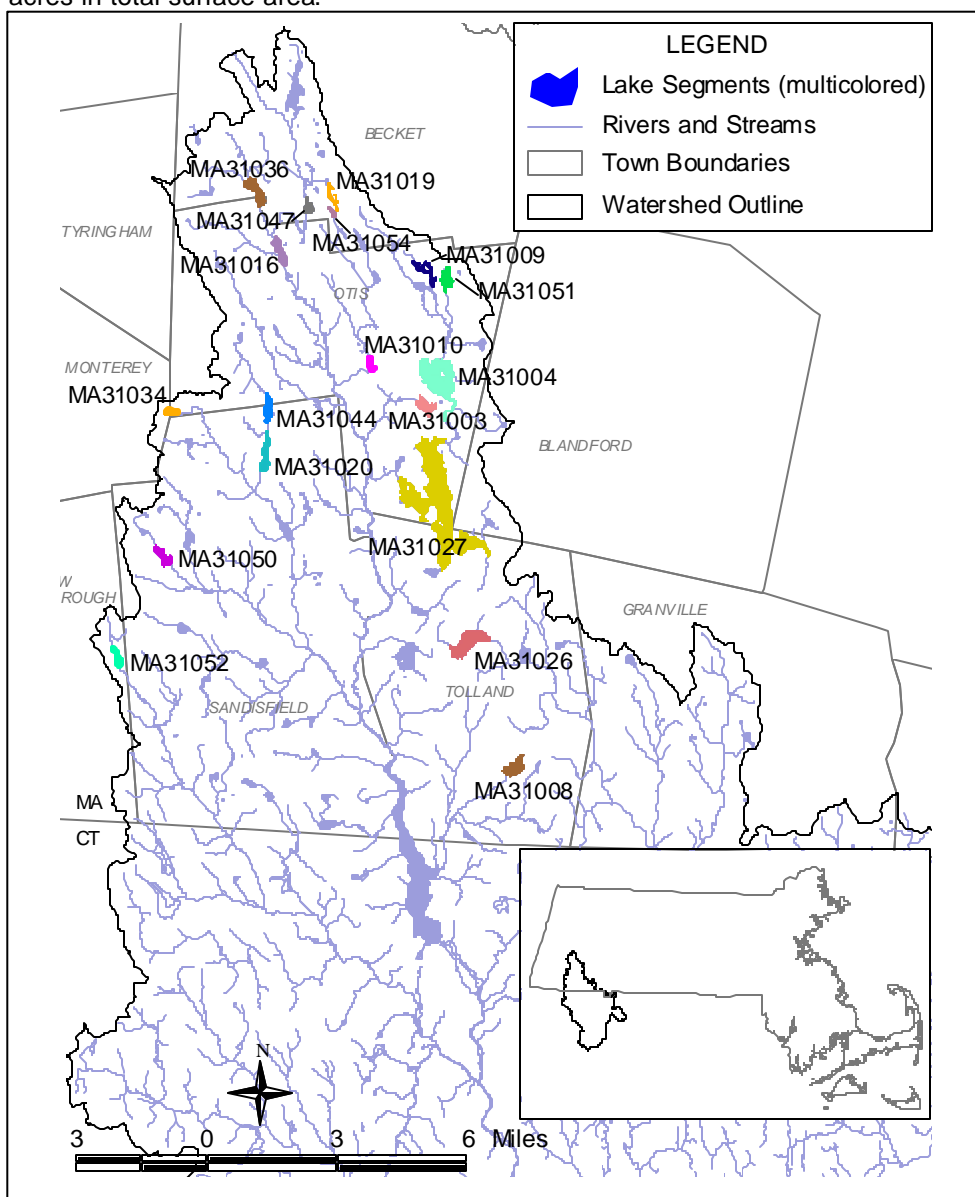 acres in total surface area.
LEGEND
Lake Segments (multicolored)
Rivers and Streams
Town Boundaries
Watershed Outline
BECKET
MA31036
MA31019
MA31047
MA31054
TYRINGHAM
MA31016
MA31009
MA31051
OTIS
MA31010
MONTEREY
MA31004
MA31034
MA31044
MA31003
MA31020
BLANDFORD
MA31027
MA31050
W
ROUGH
GRANVILLE
MA31052
MA31026
TOLLAND
SANDISFIELD
MA31008
MA
CT
N
3 0 3 6 Miles